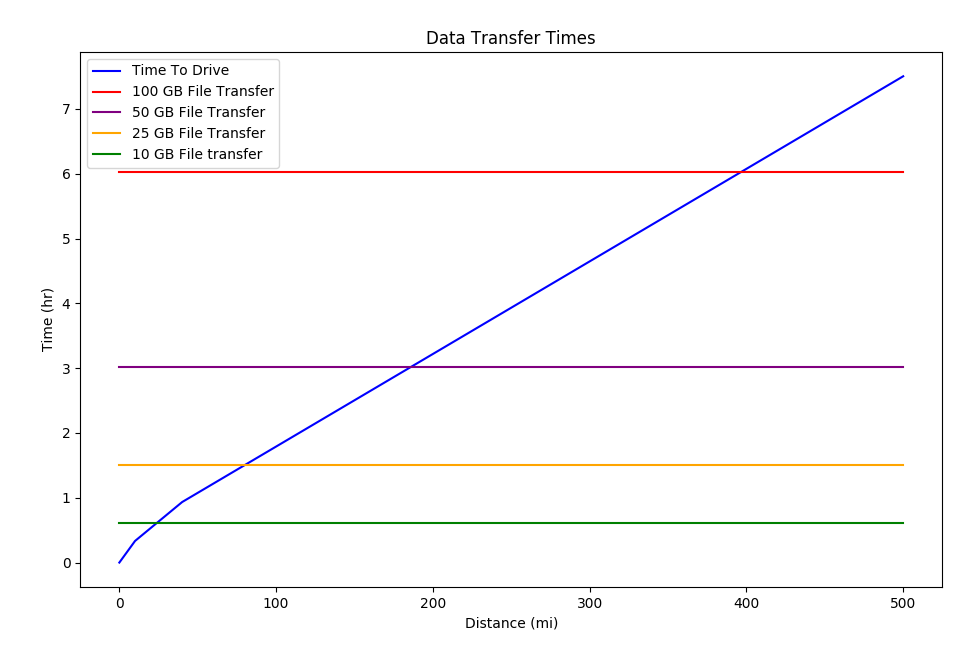 Data Transfer Times
Time To Drive
100 GB File Transfer
50 GB File Transfer
25 GB File Transfer
10 GB File transfer
7
6
5
4
3
2
1
0
Time (hr)
0 100 200 300 400 500
Distance (mi)